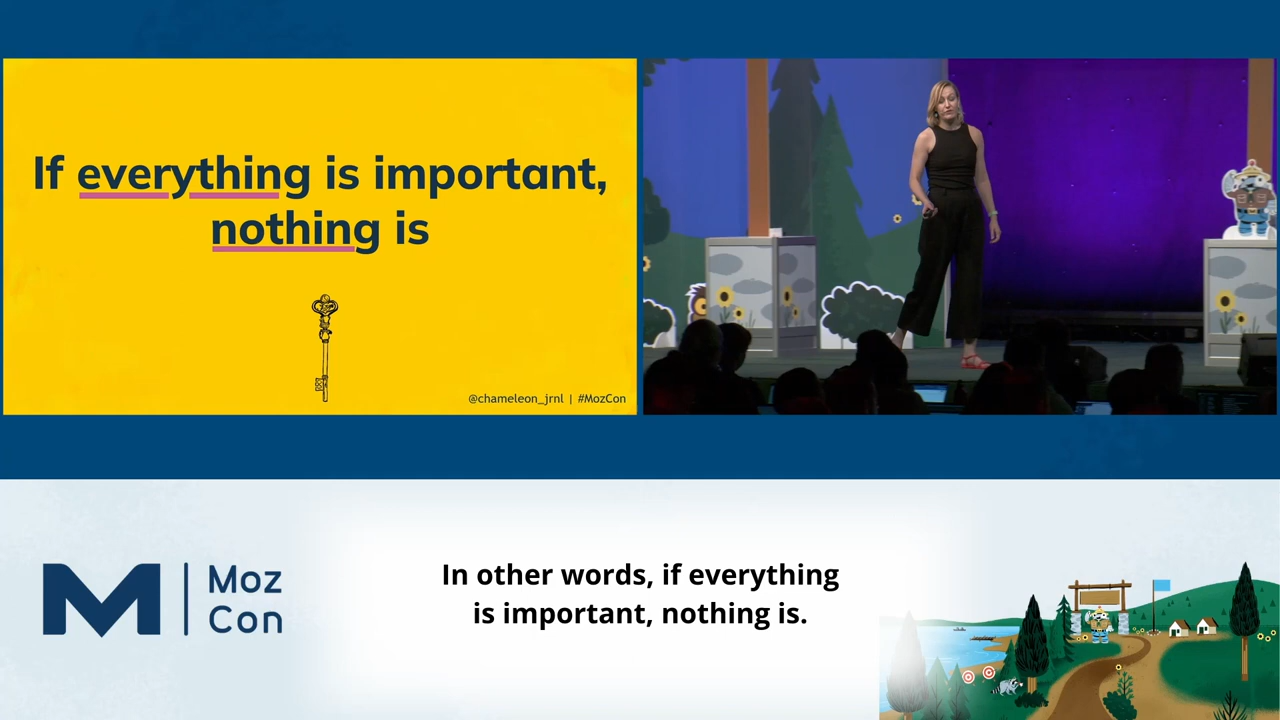 If everything is important,
nothing is
@chameleon_jrnl | #MozCon
Moz
Con
In other words, if everything
is important, nothing is.